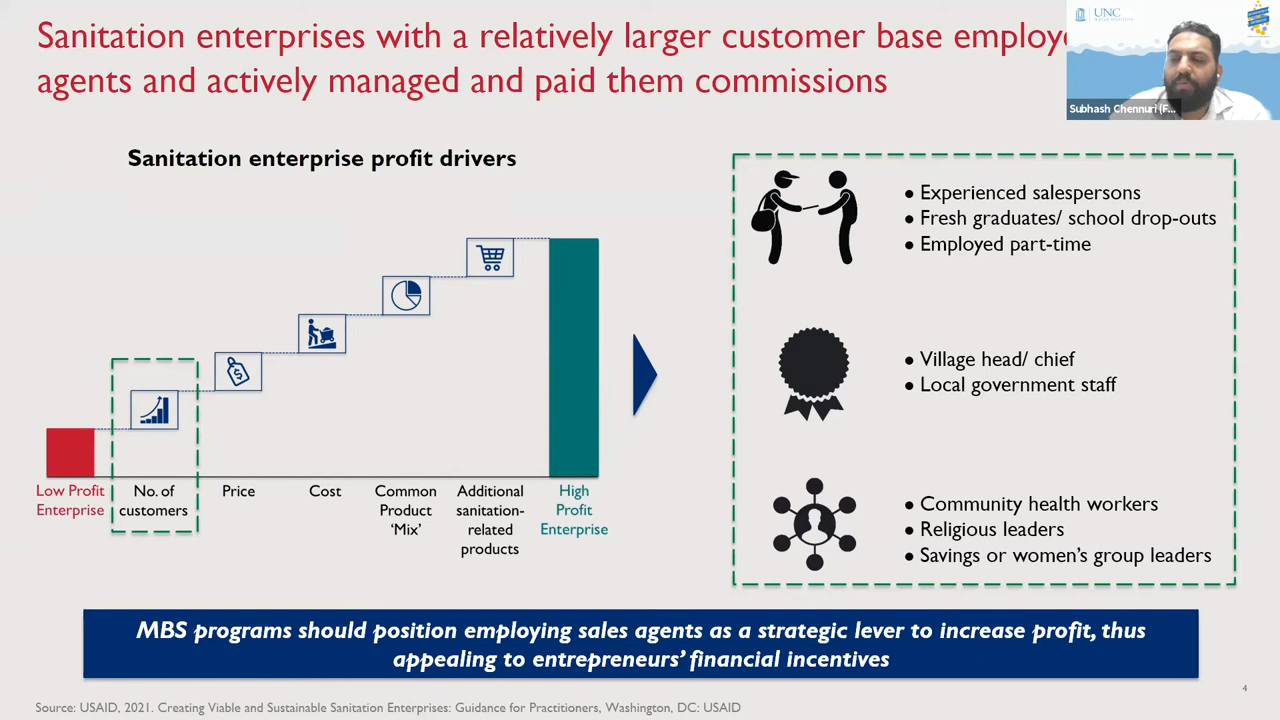 Sanitation enterprises with a relatively larger customer base employ
agents and actively managed and paid them commissions
UNC
Subhash Chennuri (F...
Sanitation enterprise profit drivers
Low Profit
Enterprise
No. of
customers
Price
Cost
Common
Product
‘Mix’
Additional
sanitation-
related
products
High
Profit
Enterprise
● Experienced salespersons
● Fresh graduates/ school drop-outs
● Employed part-time
● Village head/ chief
● Local government staff
● Community health workers
● Religious leaders
● Savings or women’s group leaders
MBS programs should position employing sales agents as a strategic lever to increase profit, thus
appealing to entrepreneurs’ financial incentives
4
Source: USAID, 2021. Creating Viable and Sustainable Sanitation Enterprises: Guidance for Practitioners, Washington, DC: USAID